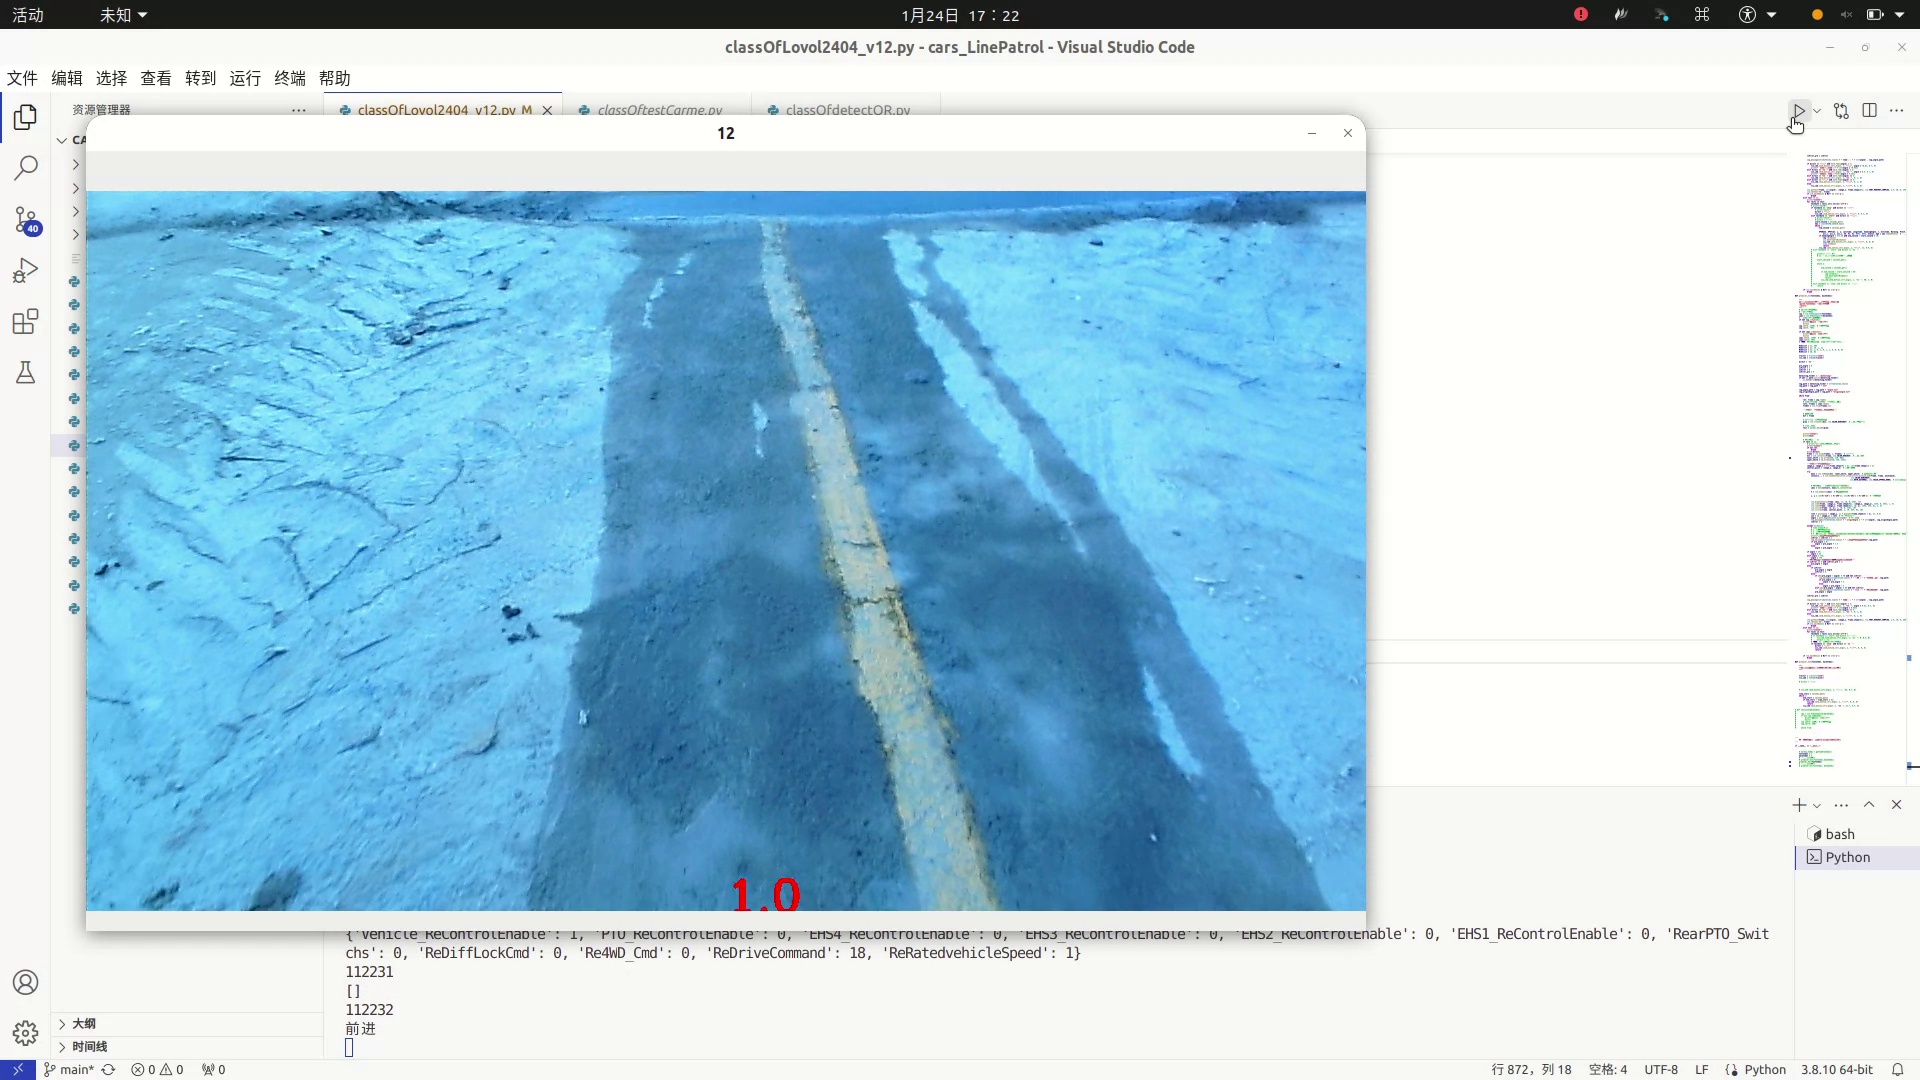 活动
未知
1月24日 17：22
classOfLovol2404_v12.py - cars_LinePatrol - Visual Studio Code
文件 编辑 选择 查看 转到 运行 终端 帮助
资源管理器
classOfLovol2404_v12.py M
classOftestCarme.py
classOfdetectQR.py
CA
12
40
1.0
bash
Python
{'Vehicle_ReControlEnable': 1, 'PTO_ReControlEnable': 0, 'EHS4_ReControlEnable': 0, 'EHS3_ReControlEnable': 0, 'EHS2_ReControlEnable': 0, 'EHS1_ReControlEnable': 0, 'RearPTO_Swit
chs': 0, 'ReDiffLockCmd': 0, 'Re4WD_Cmd': 0, 'ReDriveCommand': 18, 'ReRatedvehicleSpeed': 1}
112231
[]
112232
前进
大纲
时间线
main* 0 0 0 行 872，列 18 空格: 4 UTF-8 LF Python 3.8.10 64-bit